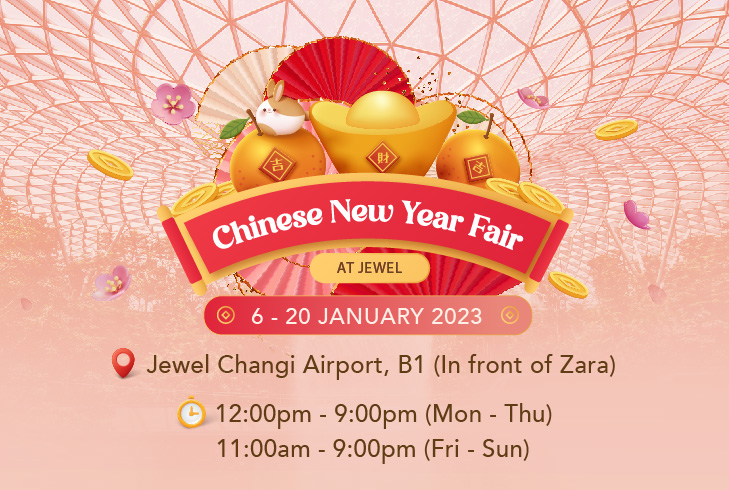 吉
財
Chinese New Year Fair
AT JEWEL
6 - 20 JANUARY 2023
Jewel Changi Airport, B1 (In front of Zara)
12:00pm - 9:00pm (Mon - Thu)
11:00am - 9:00pm (Fri - Sun)